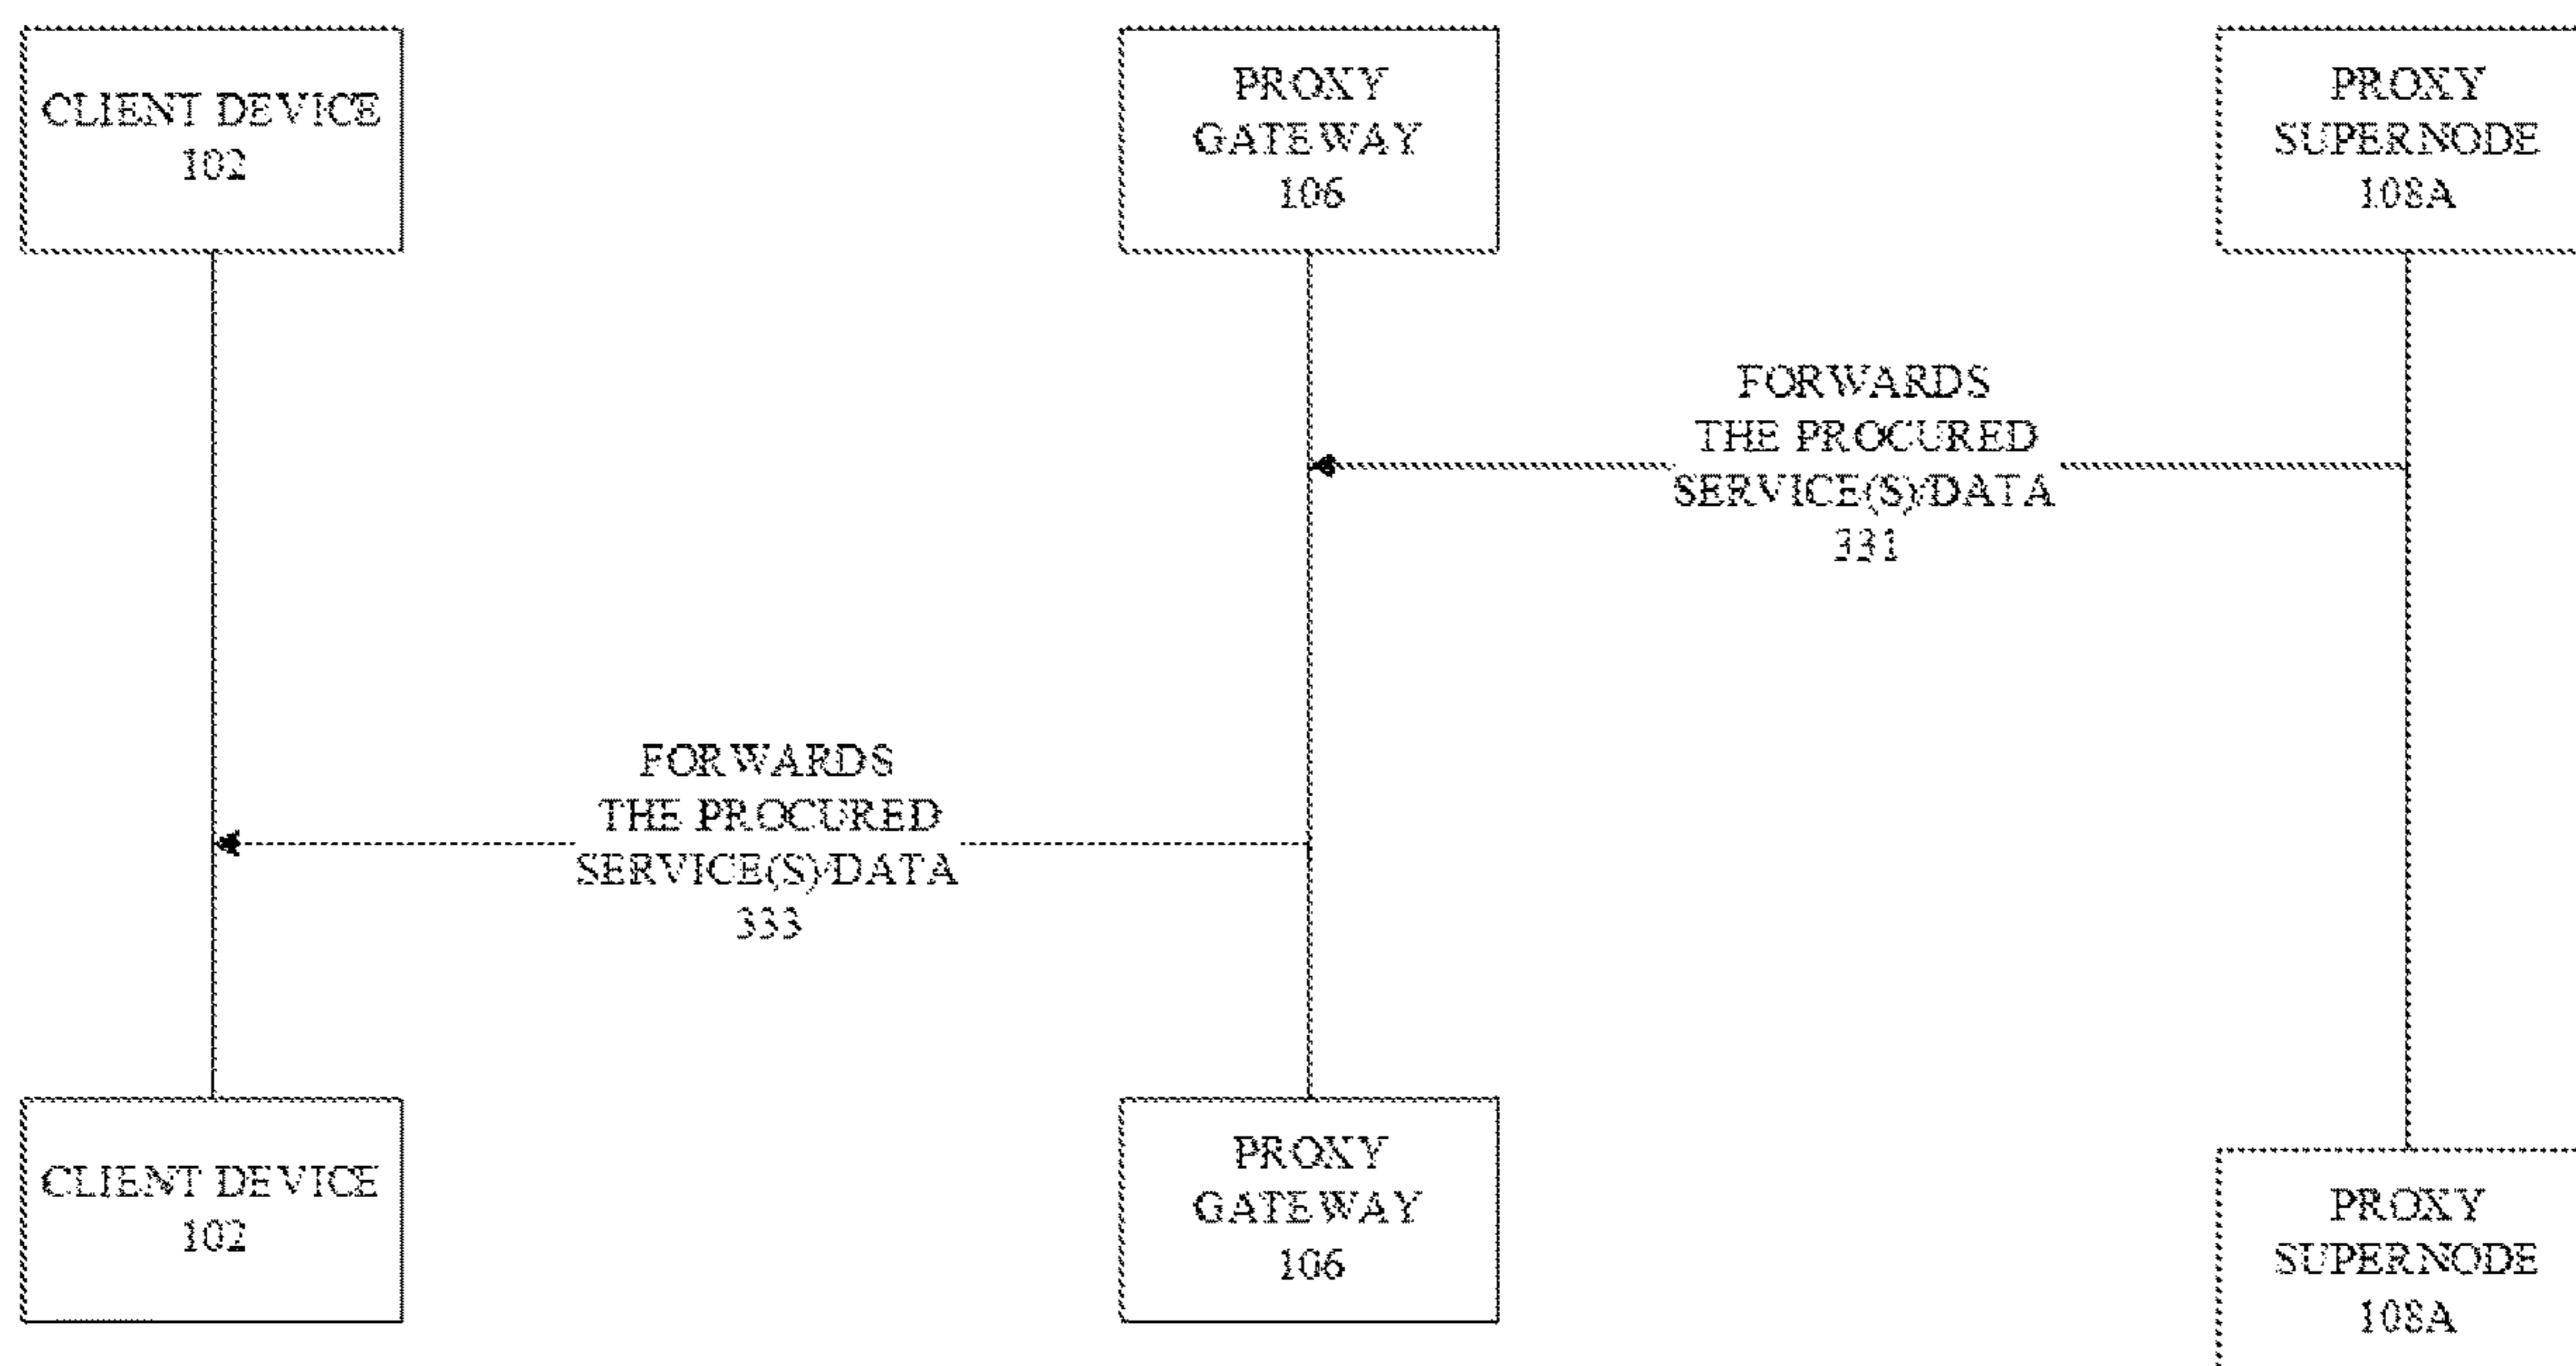 CLIENT DEVICE
102
PROXY
GATEWAY
106
PROXY
SUPERNODE
108A
FORWARDS
THE PROCURED
SERVICE(S)/DATA
331
FORWARDS
THE PROCURED
SERVICE(S)/DATA
333
CLIENT DEVICE
102
PROXY
GATEWAY
106
PROXY
SUPERNODE
108A